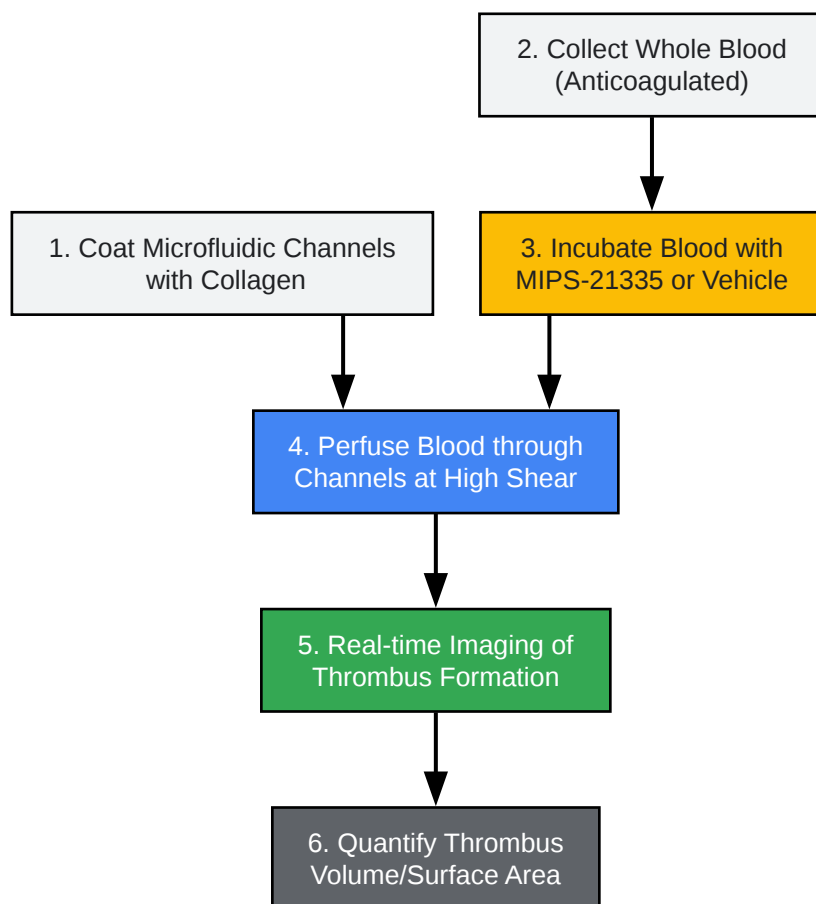 2. Collect Whole Blood
(Anticoagulated)
1. Coat Microfluidic Channels
with Collagen
3. Incubate Blood with
MIPS-21335 or Vehicle
4. Perfuse Blood through
Channels at High Shear
5. Real-time Imaging of
Thrombus Formation
6. Quantify Thrombus
Volume/Surface Area